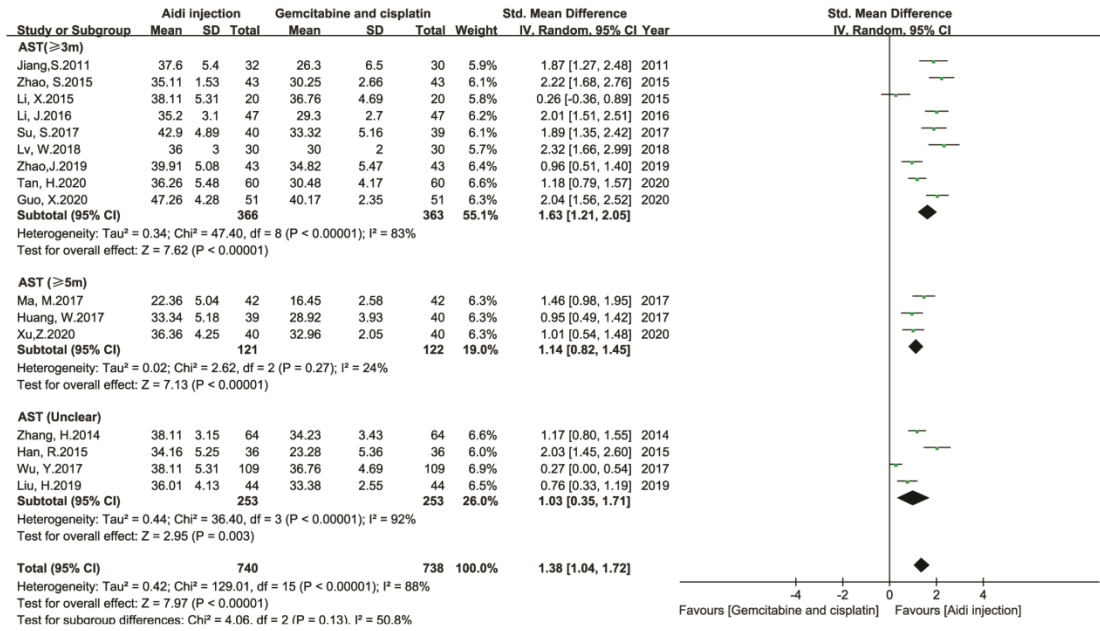 Aidi injection Gemcitabine and cisplatin Std. Mean Difference Std. Mean Difference
Study or Subgroup Mean SD Total Mean SD Total Weight IV, Random, 95% CI Year IV, Random, 95% CI
AST(≥3m)
Jiang,S.2011 37.6 5.4 32 26.3 6.5 30 5.9% 1.87 [1.27, 2.48] 2011
Zhao, S.2015 35.11 1.53 43 30.25 2.66 43 6.1% 2.22 [1.68, 2.76] 2015
Li, X.2015 38.11 5.31 20 36.76 4.69 20 5.8% 0.26 [-0.36, 0.89] 2015
Li, J.2016 35.2 3.1 47 29.3 2.7 47 6.2% 2.01 [1.51, 2.51] 2016
Su, S.2017 42.9 4.89 40 33.32 5.16 39 6.1% 1.89 [1.35, 2.42] 2017
Lv, W.2018 36 3 30 30 2 30 5.7% 2.32 [1.66, 2.99] 2018
Zhao,J.2019 39.91 5.08 43 34.82 5.47 43 6.4% 0.96 [0.51, 1.40] 2019
Tan, H.2020 36.26 5.48 60 30.48 4.17 60 6.6% 1.18 [0.79, 1.57] 2020
Guo, X.2020 47.26 4.28 51 40.17 2.35 51 6.3% 2.04 [1.56, 2.52] 2020
Subtotal (95% CI) 366 363 55.1% 1.63 [1.21, 2.05]
Heterogeneity: Tau² = 0.34; Chi² = 47.40, df = 8 (P < 0.00001); I² = 83%
Test for overall effect: Z = 7.62 (P < 0.00001)
AST (≥5m)
Ma, M.2017 22.36 5.04 42 16.45 2.58 42 6.3% 1.46 [0.98, 1.95] 2017
Huang, W.2017 33.34 5.18 39 28.92 3.93 40 6.3% 0.95 [0.49, 1.42] 2017
Xu,Z.2020 36.36 4.25 40 32.96 2.05 40 6.3% 1.01 [0.54, 1.48] 2020
Subtotal (95% CI) 121 122 19.0% 1.14 [0.82, 1.45]
Heterogeneity: Tau² = 0.02; Chi² = 2.62, df = 2 (P = 0.27); I² = 24%
Test for overall effect: Z = 7.13 (P < 0.00001)
AST (Unclear)
Zhang, H.2014 38.11 3.15 64 34.23 3.43 64 6.6% 1.17 [0.80, 1.55] 2014
Han, R.2015 34.16 5.25 36 23.28 5.36 36 6.0% 2.03 [1.45, 2.60] 2015
Wu, Y.2017 38.11 5.31 109 36.76 4.69 109 6.9% 0.27 [0.00, 0.54] 2017
Liu, H.2019 36.01 4.13 44 33.38 2.55 44 6.5% 0.76 [0.33, 1.19] 2019
Subtotal (95% CI) 253 253 26.0% 1.03 [0.35, 1.71]
Heterogeneity: Tau² = 0.44; Chi² = 36.40, df = 3 (P < 0.00001); I² = 92%
Test for overall effect: Z = 2.95 (P = 0.003)
Total (95% CI) 740 738 100.0% 1.38 [1.04, 1.72]
Heterogeneity: Tau² = 0.42; Chi² = 129.01, df = 15 (P < 0.00001); I² = 88%
Test for overall effect: Z = 7.97 (P < 0.00001)
Test for subgroup differences: Chi² = 4.06, df = 2 (P = 0.13), I² = 50.8%
-4 -2 0 2 4
Favours [Gemcitabine and cisplatin] Favours [Aidi injection]